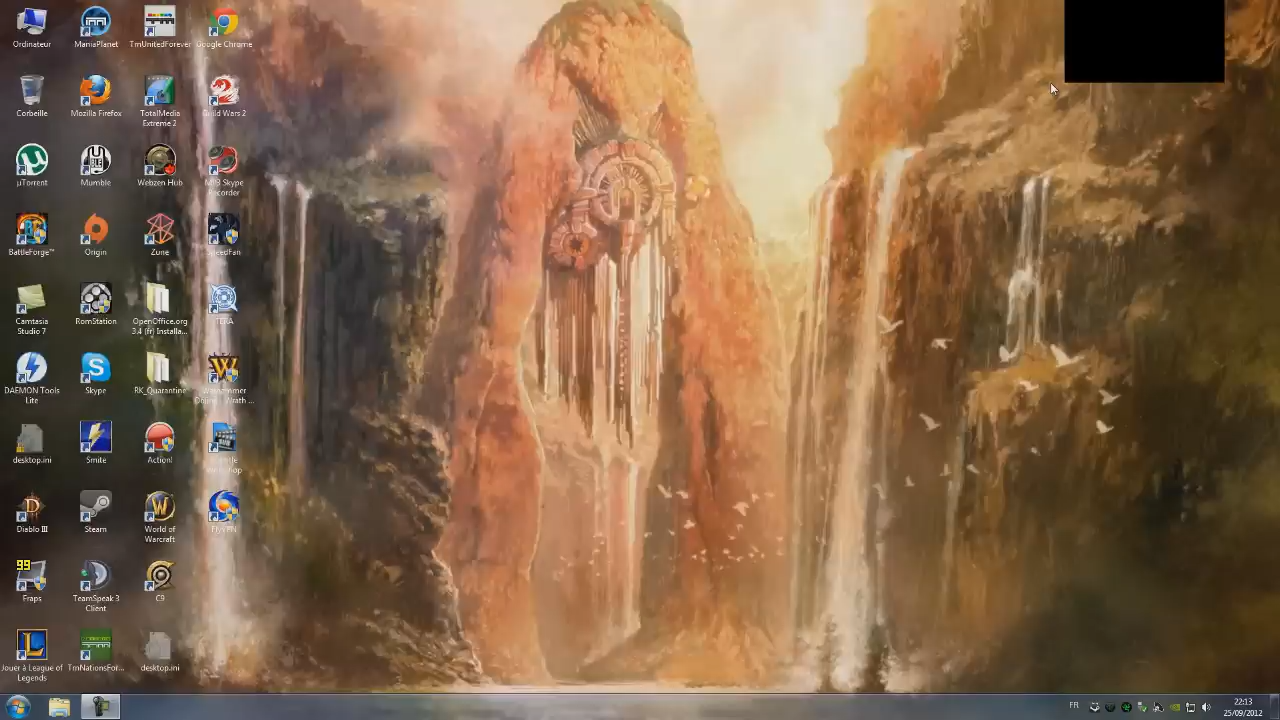 Ordinateur
ManiaPlanet
TmUnitedForever
Google Chrome
Corbeille
Mozilla Firefox
TotalMedia
Extreme 2
Guild Wars 2
µTorrent
Mumble
Webzen Hub
MP3 Skype
Recorder
BattleForge™
Origin
Zune
SpeedFan
Camtasia
Studio 7
RomStation
OpenOffice.org
3.4 (fr) Installa...
TERA
DAEMON Tools
Lite
Skype
RK_Quarantine
Warhammer
Online - Wrath ...
desktop.ini
Smite
Action!
Diablo III
Steam
World of
Warcraft
99
Fraps
TeamSpeak 3
Client
C9
Jouer à League of
Legends
TmNationsFor...
desktop.ini
FR
22:13
25/09/2012